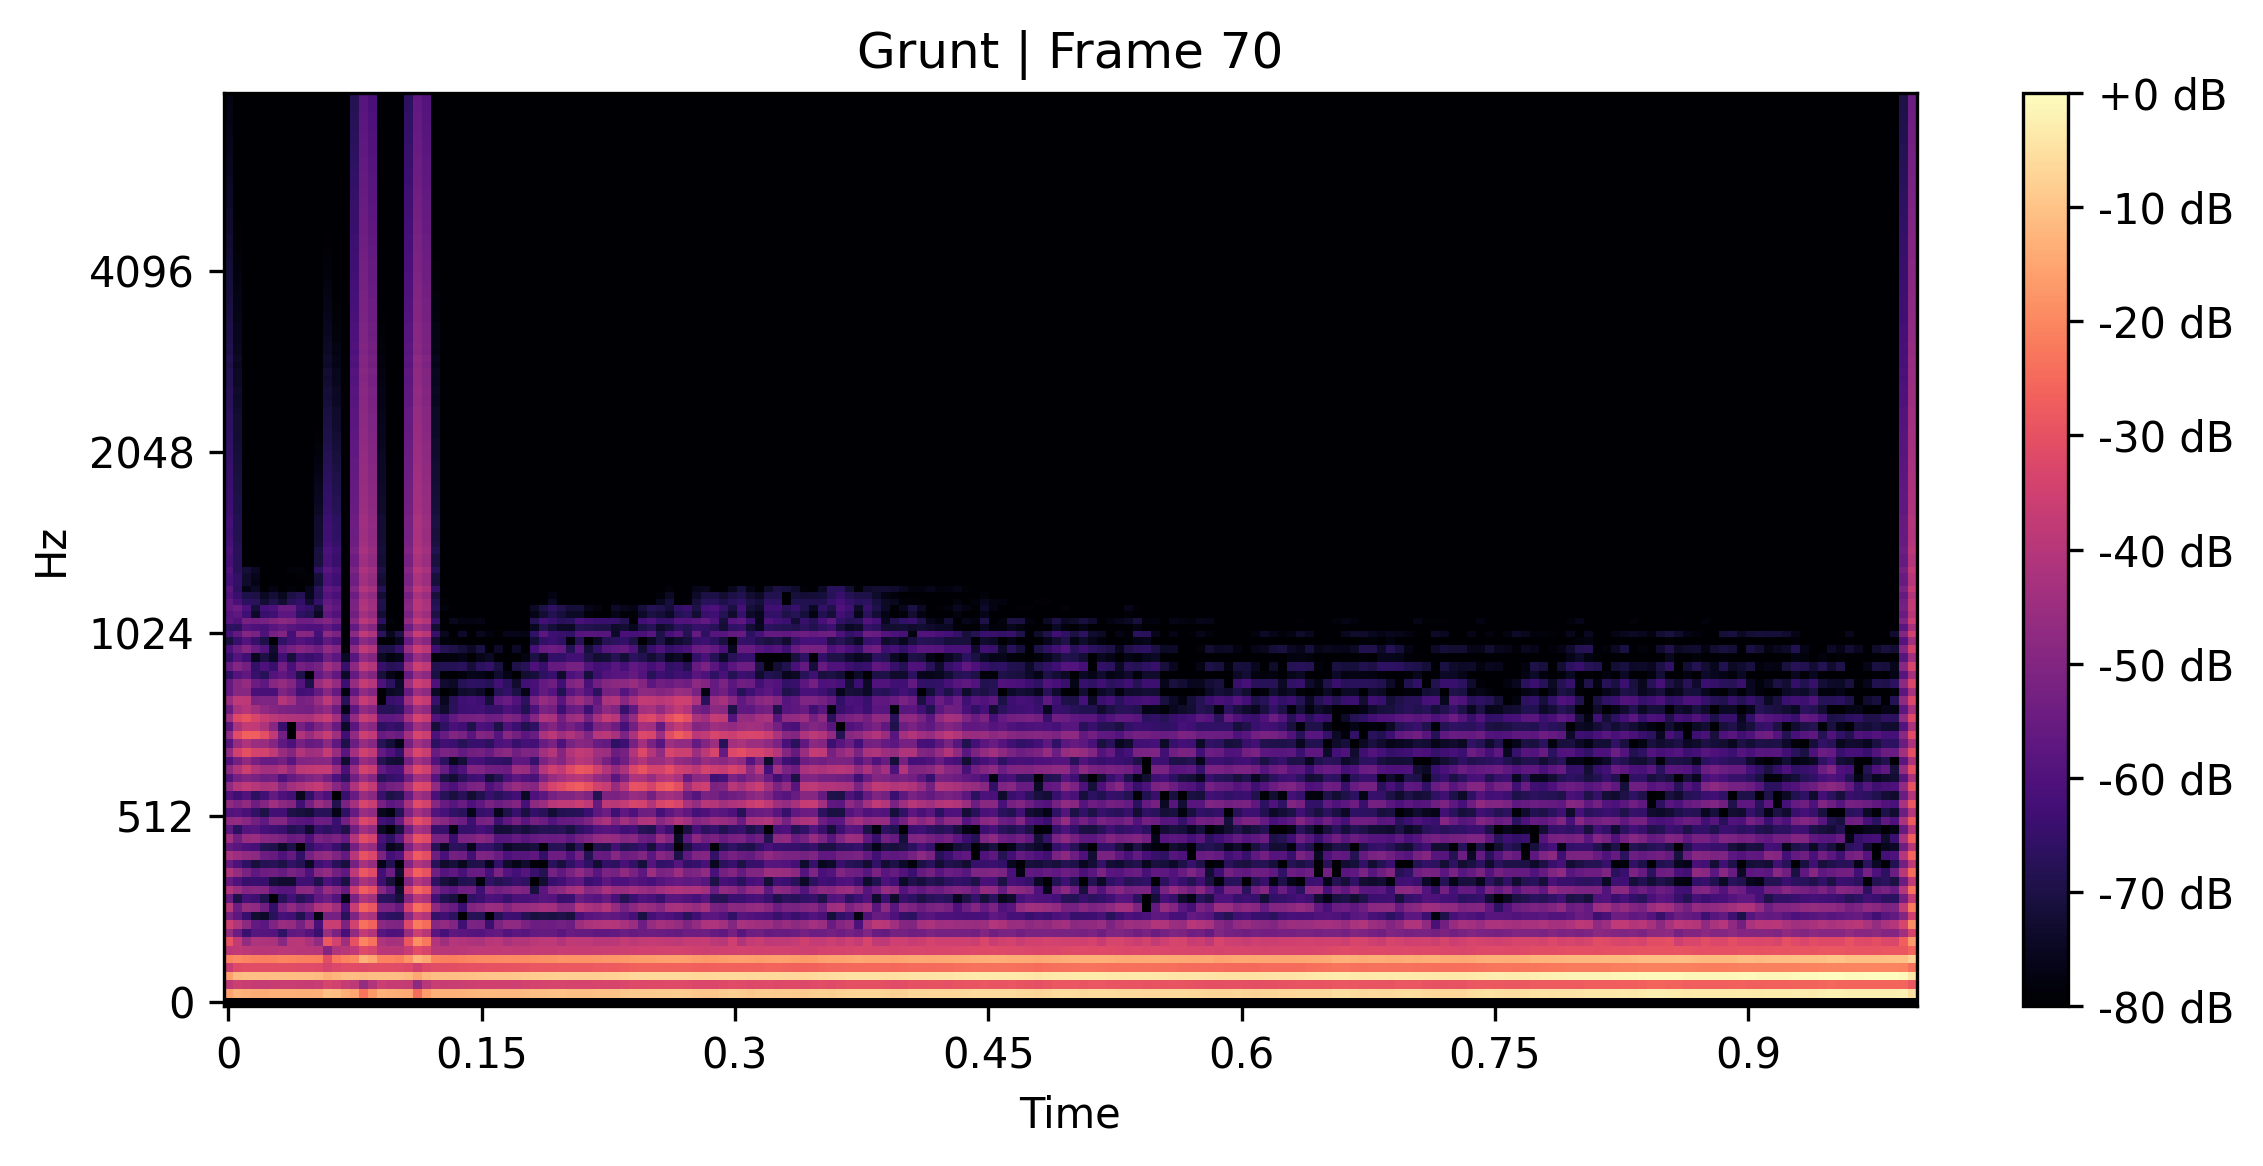 Grunt | Frame 70
+0 dB
-10 dB
-20 dB
-30 dB
-40 dB
-50 dB
-60 dB
-70 dB
-80 dB
4096
2048
1024
512
0
Hz
0 0.15 0.3 0.45 0.6 0.75 0.9
Time